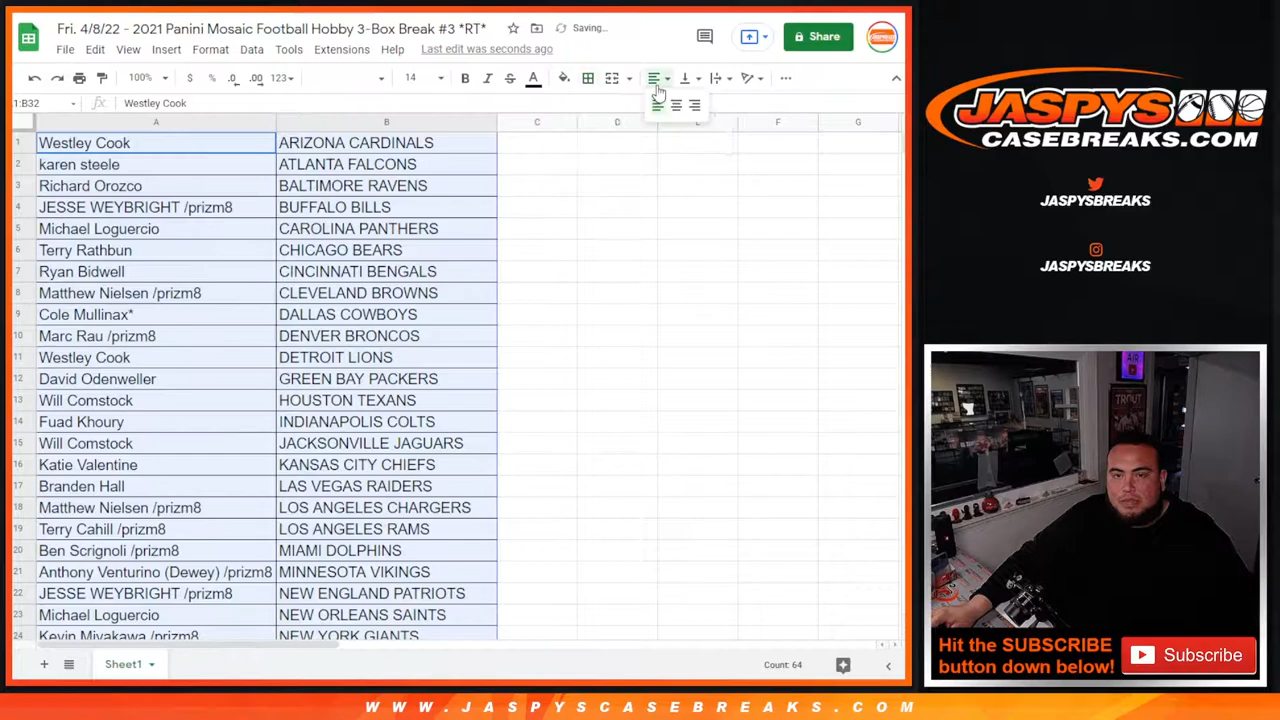 Fri. 4/8/22 - 2021 Panini Mosaic Football Hobby 3-Box Break #3 *RT*
Saving...
File Edit View Insert Format Data Tools Extensions Help Last edit was seconds ago
Share
100% $ % .0 .00 123 14 B I S A
1:B32 fx Westley Cook
A B C D E F G
1 Westley Cook ARIZONA CARDINALS
2 karen steele ATLANTA FALCONS
3 Richard Orozco BALTIMORE RAVENS
4 JESSE WEYBRIGHT /prizm8 BUFFALO BILLS
5 Michael Loguercio CAROLINA PANTHERS
6 Terry Rathbun CHICAGO BEARS
7 Ryan Bidwell CINCINNATI BENGALS
8 Matthew Nielsen /prizm8 CLEVELAND BROWNS
9 Cole Mullinax* DALLAS COWBOYS
10 Marc Rau /prizm8 DENVER BRONCOS
11 Westley Cook DETROIT LIONS
12 David Odenweller GREEN BAY PACKERS
13 Will Comstock HOUSTON TEXANS
14 Fuad Khoury INDIANAPOLIS COLTS
15 Will Comstock JACKSONVILLE JAGUARS
16 Katie Valentine KANSAS CITY CHIEFS
17 Branden Hall LAS VEGAS RAIDERS
18 Matthew Nielsen /prizm8 LOS ANGELES CHARGERS
19 Terry Cahill /prizm8 LOS ANGELES RAMS
20 Ben Scrignoli /prizm8 MIAMI DOLPHINS
21 Anthony Venturino (Dewey) /prizm8 MINNESOTA VIKINGS
22 JESSE WEYBRIGHT /prizm8 NEW ENGLAND PATRIOTS
23 Michael Loguercio NEW ORLEANS SAINTS
24 Kevin Miyakawa /prizm8 NEW YORK GIANTS
Sheet1
Count: 64
JASPYS
CASEBREAKS.COM
JASPYSBREAKS
JASPYSBREAKS
AIR
TROUT
Hit the SUBSCRIBE
button down below!
Subscribe
WWW.JASPYSCASEBREAKS.COM